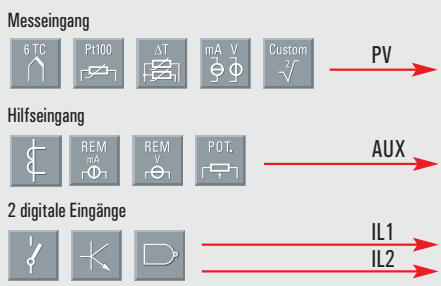 Messeingang
6 TC Pt100 ΔT mA V Custom
2/
PV
Hilfseingang
REM REM POT.
mA V
AUX
2 digitale Eingänge
IL1
IL2